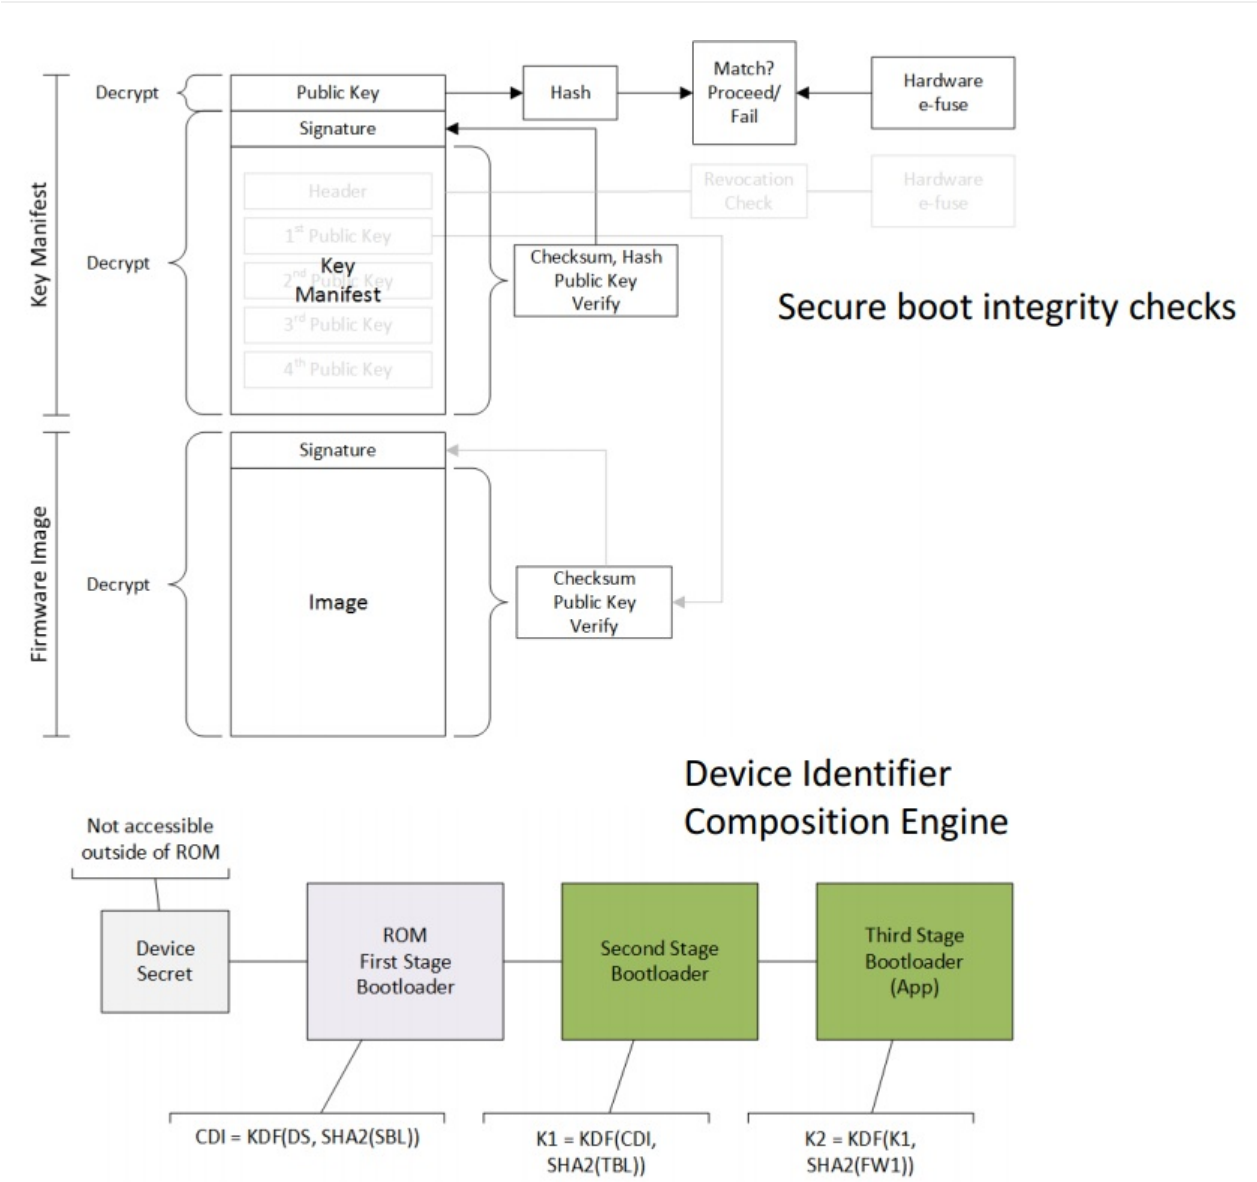 Decrypt
Public Key
Hash
Match?
Proceed/
Fail
Hardware
e-fuse
Signature
Key Manifest
Decrypt
Header
Revocation
Check
Hardware
e-fuse
1st Public Key
2nd Public Key
Key
Manifest
3rd Public Key
4th Public Key
Checksum, Hash
Public Key
Verify
Secure boot integrity checks
Firmware Image
Decrypt
Signature
Image
Checksum
Public Key
Verify
Device Identifier
Composition Engine
Not accessible
outside of ROM
Device
Secret
ROM
First Stage
Bootloader
Second Stage
Bootloader
Third Stage
Bootloader
(App)
CDI = KDF(DS, SHA2(SBL))
K1 = KDF(CDI,
SHA2(TBL))
K2 = KDF(K1,
SHA2(FW1))